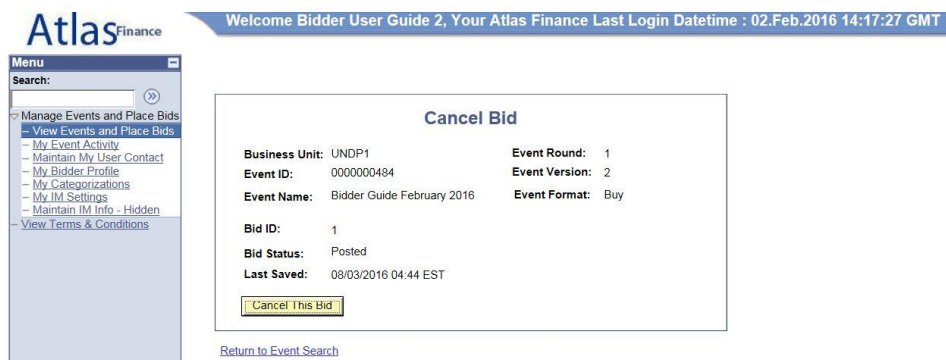 Atlas Finance
Welcome Bidder User Guide 2, Your Atlas Finance Last Login Datetime : 02.Feb.2016 14:17:27 GMT
Menu
Search:
Manage Events and Place Bids
– View Events and Place Bids
– My Event Activity
– Maintain My User Contact
– My Bidder Profile
– My Categorizations
– My IM Settings
– Maintain IM Info - Hidden
– View Terms & Conditions
Cancel Bid
Business Unit: UNDP1 Event Round: 1
Event ID: 0000000484 Event Version: 2
Event Name: Bidder Guide February 2016 Event Format: Buy
Bid ID: 1
Bid Status: Posted
Last Saved: 08/03/2016 04:44 EST
Cancel This Bid
Return to Event Search